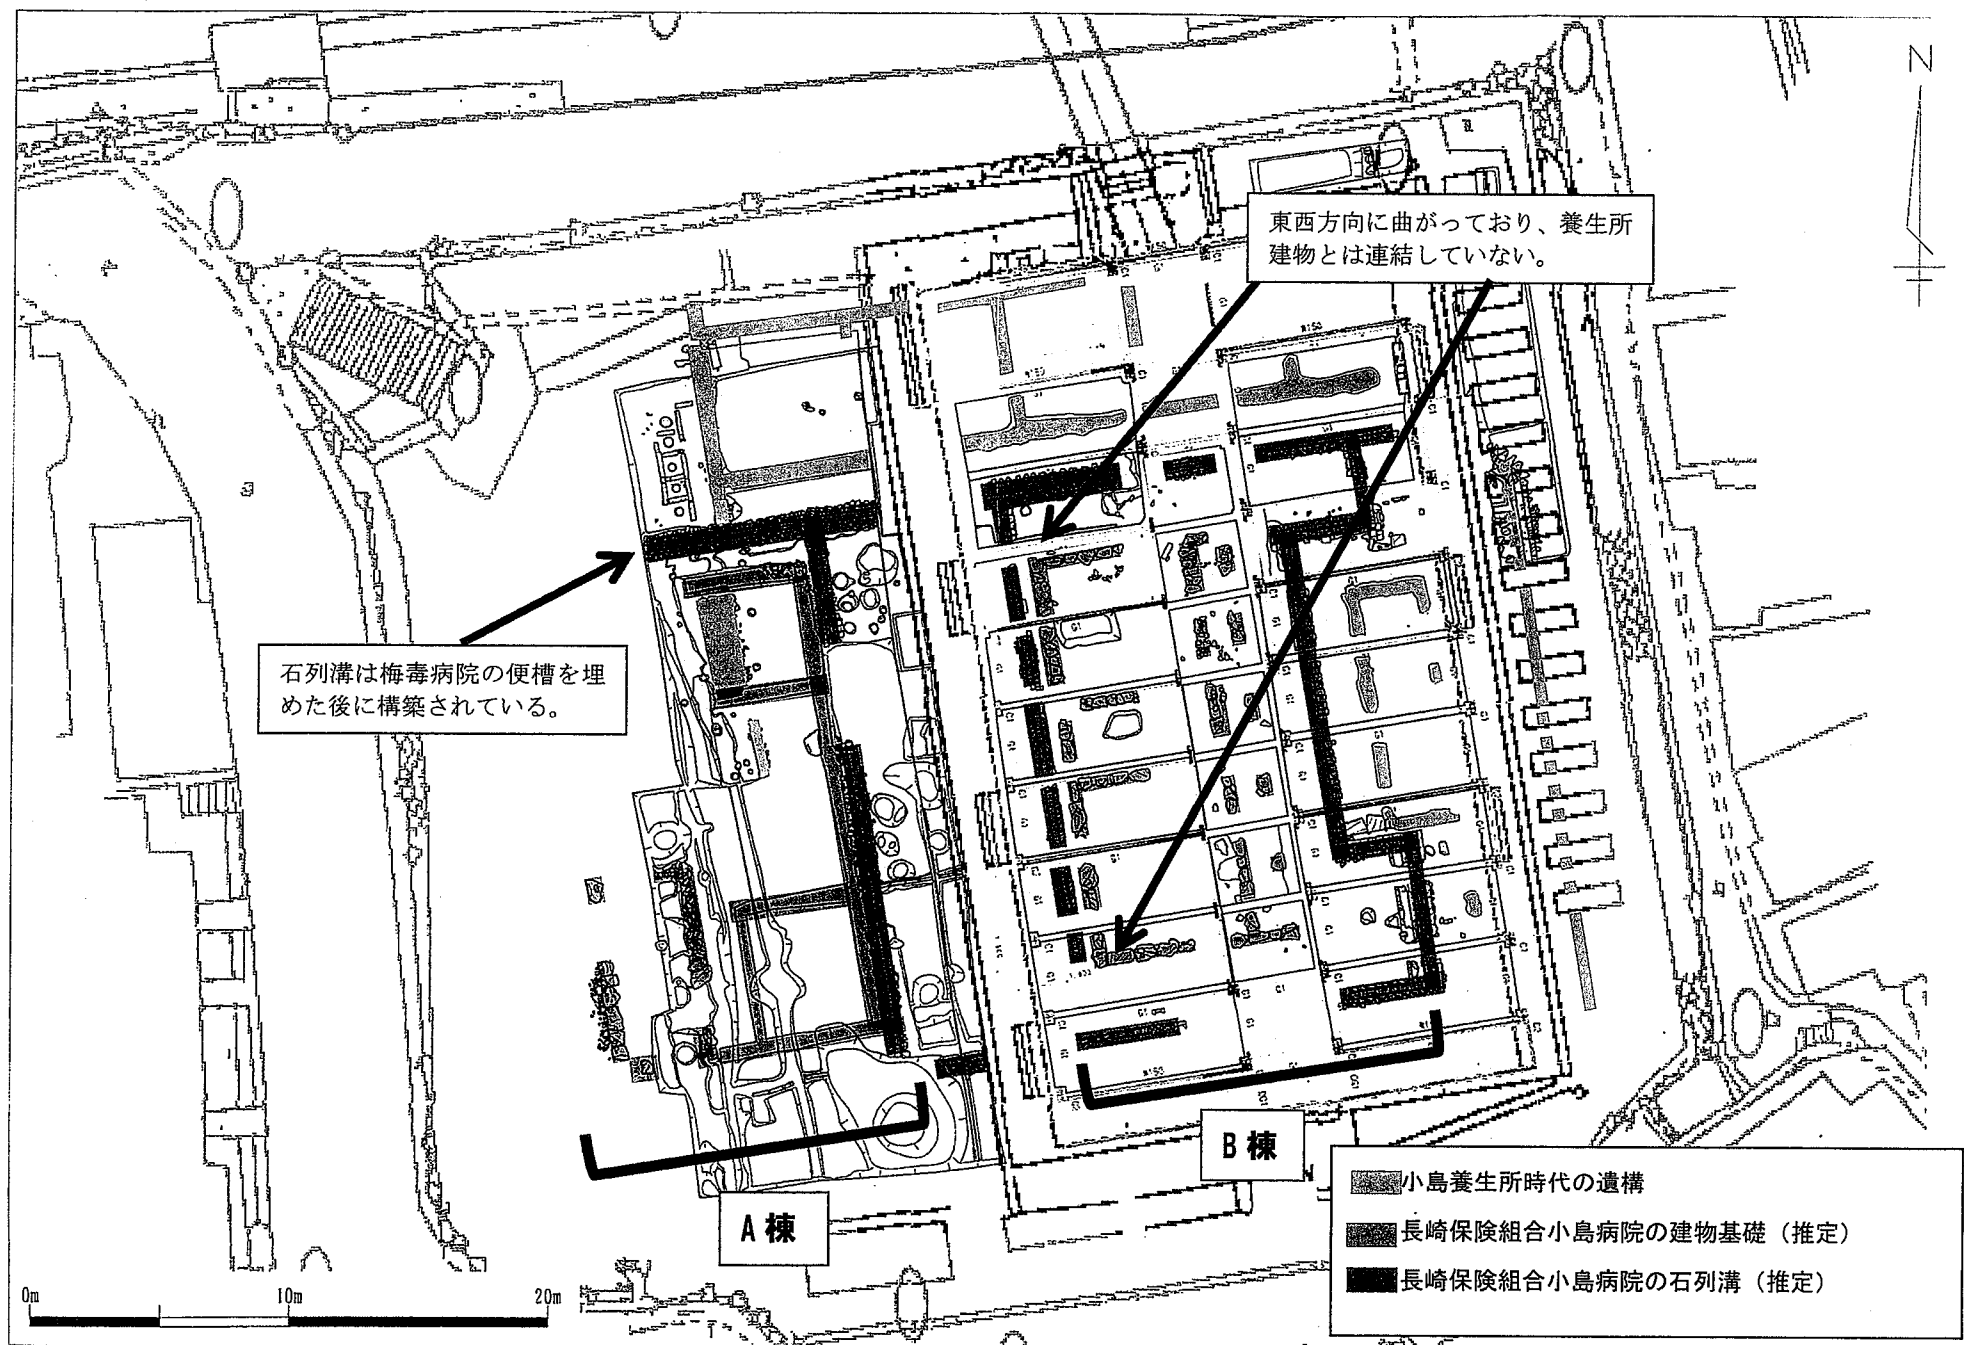 N
東西方向に曲がっており、養生所
建物とは連結していない。
石列溝は梅毒病院の便槽を埋
めた後に構築されている。
B棟
A棟
小島養生所時代の遺構
長崎保険組合小島病院の建物基礎（推定）
長崎保険組合小島病院の石列溝（推定）
0m 10m 20m